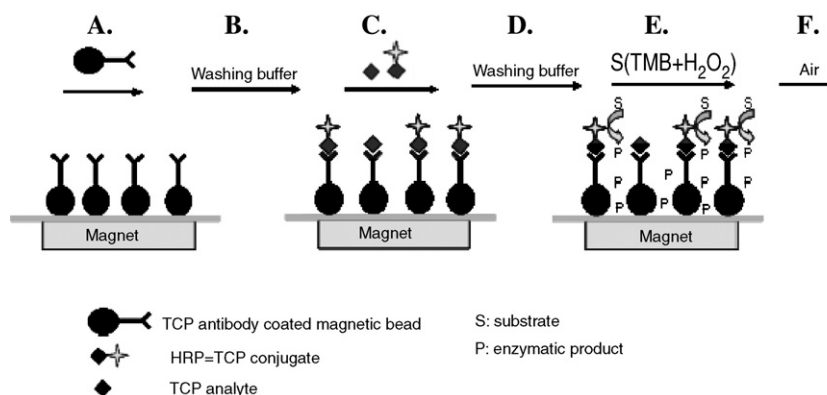 A. B. C. D. E. F.
Washing buffer
Washing buffer
S(TMB+H₂O₂)
Air
S S S
P P P
P P P P
P P P
Magnet
Magnet
Magnet
TCP antibody coated magnetic bead
S: substrate
HRP=TCP conjugate
P: enzymatic product
TCP analyte